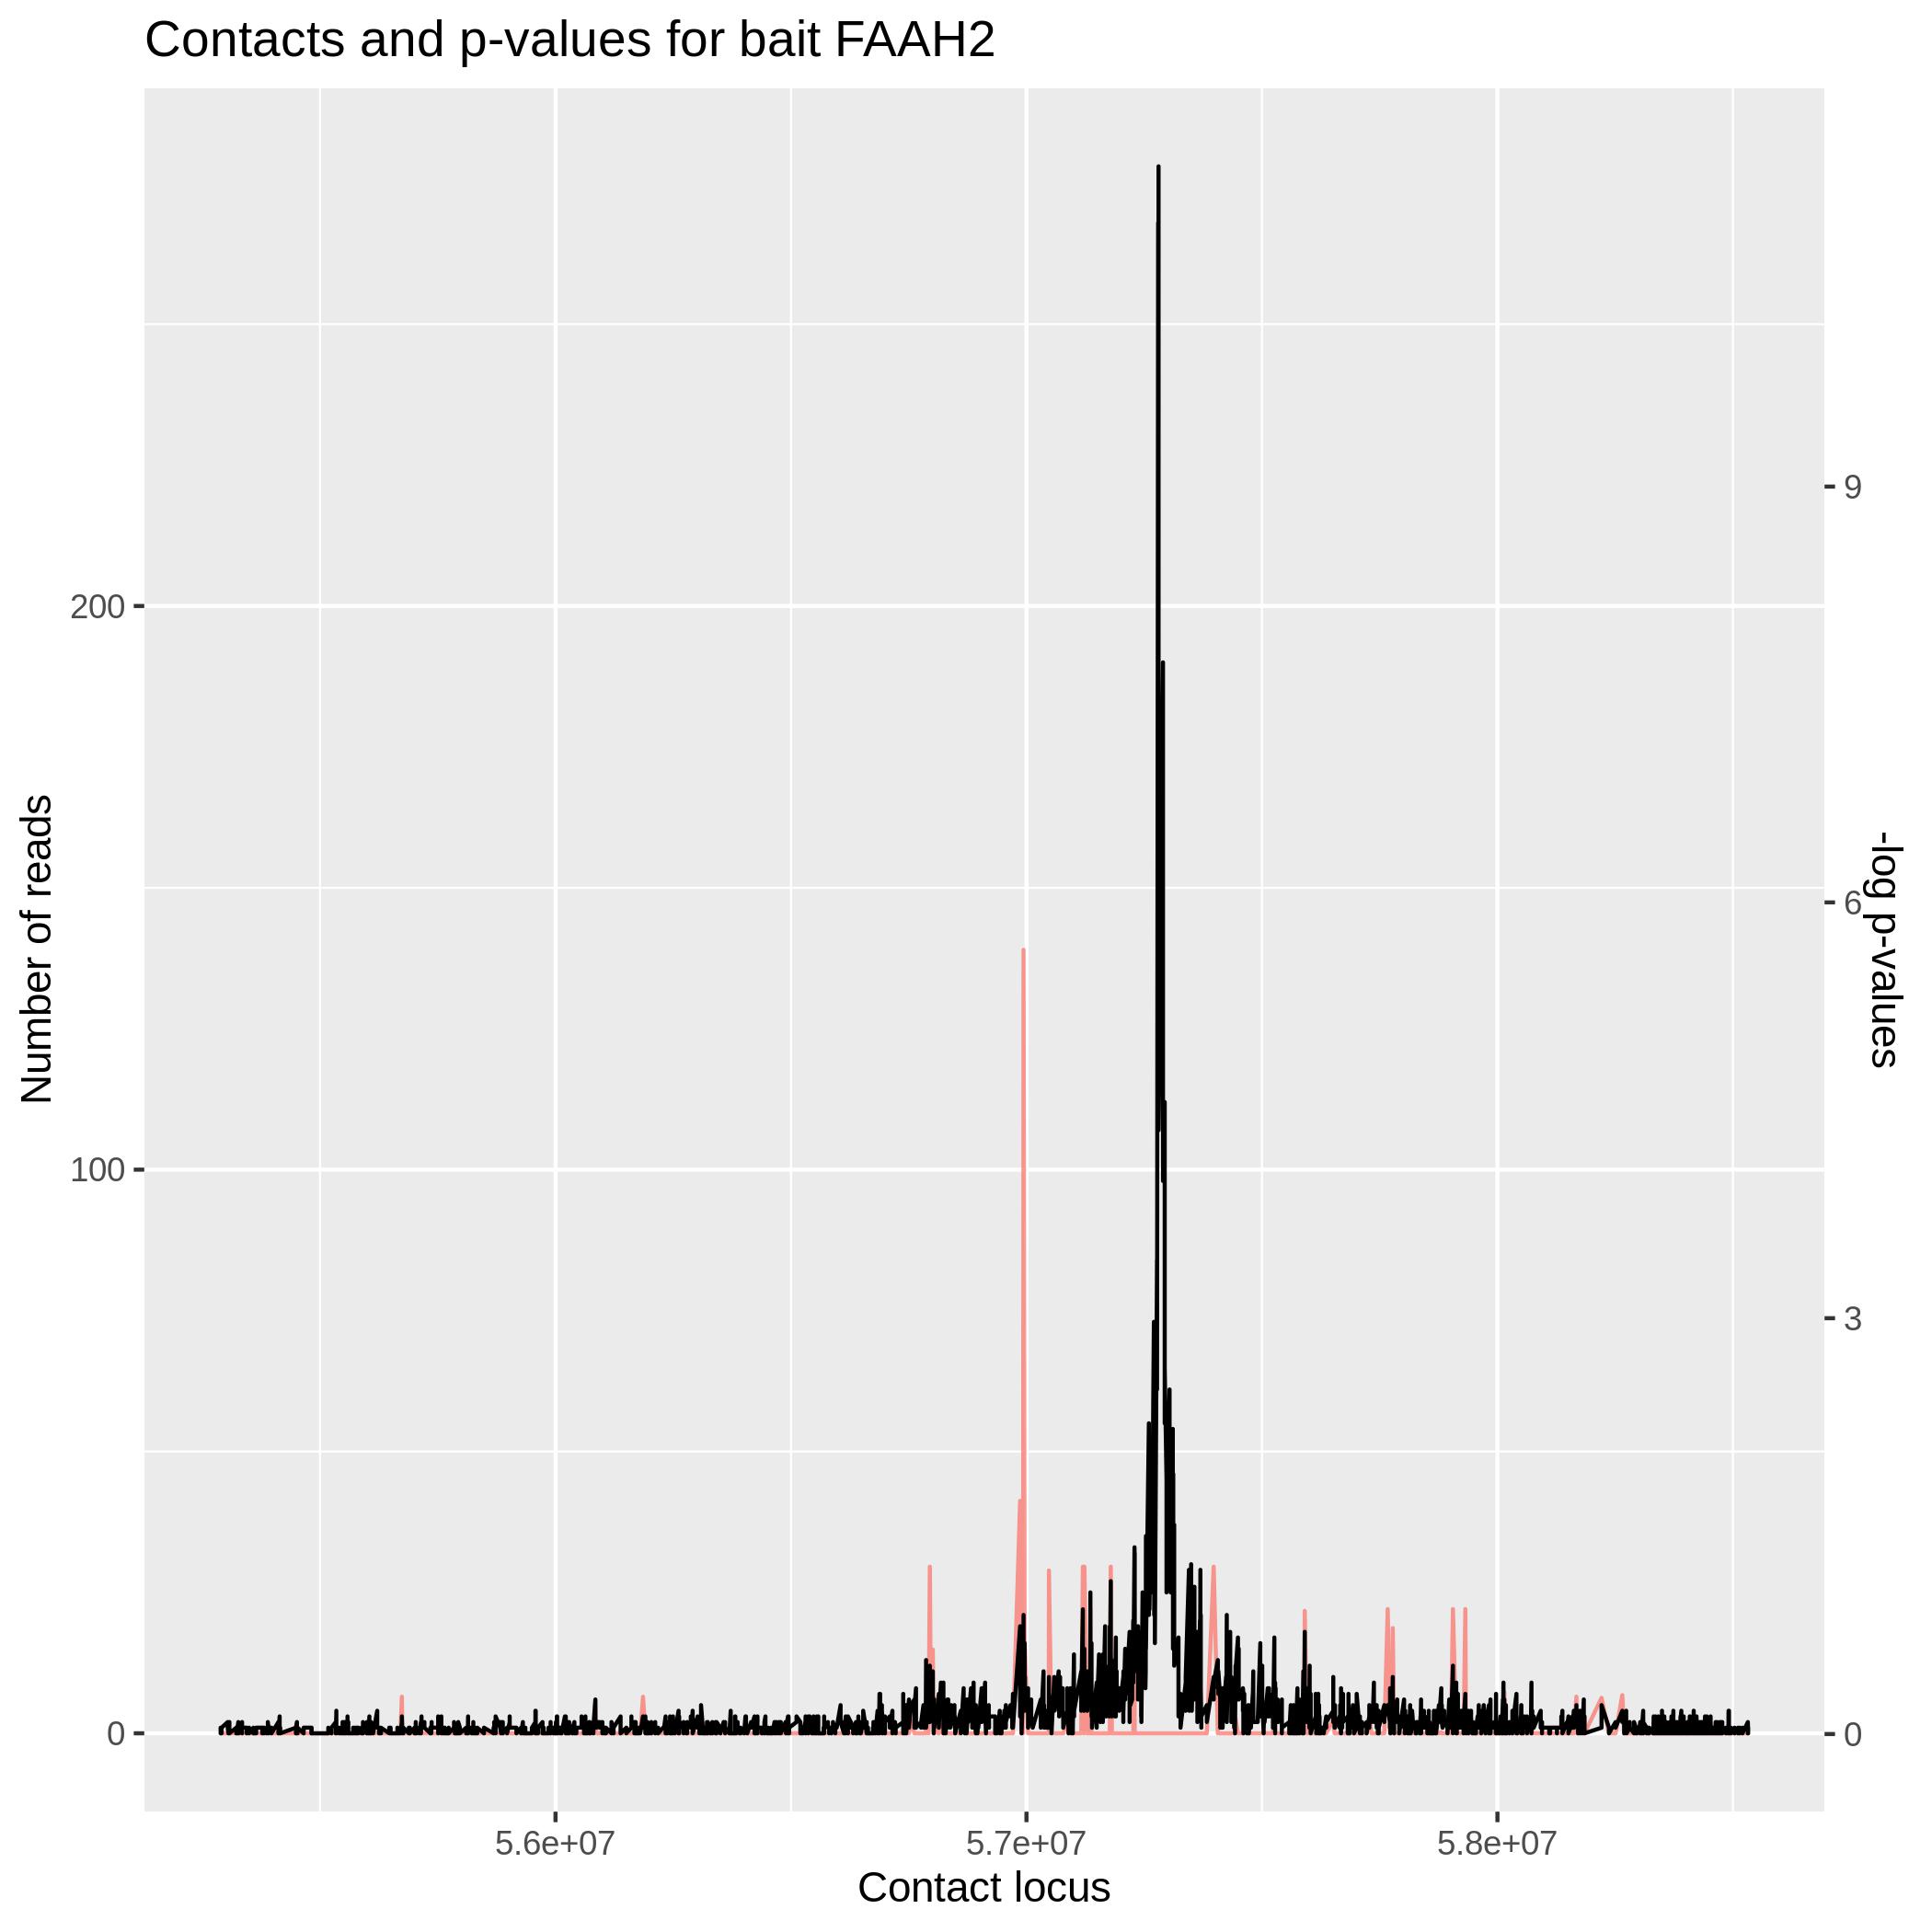 Contacts and p-values for bait FAAH2
Number of reads
200
100
0
9
6
3
0
-log p-values
5.6e+07
5.7e+07
5.8e+07
Contact locus